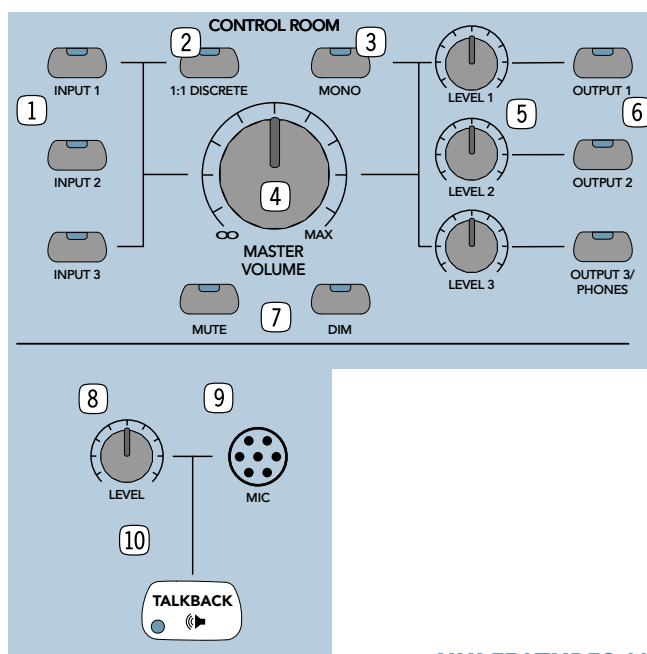 CONTROL ROOM
2
3
INPUT 1
1:1 DISCRETE
MONO
LEVEL 1
OUTPUT 1
1
5
6
INPUT 2
LEVEL 2
OUTPUT 2
4
∞
MAX
MASTER
VOLUME
INPUT 3
LEVEL 3
OUTPUT 3/
PHONES
7
MUTE
DIM
8
9
LEVEL
MIC
10
TALKBACK